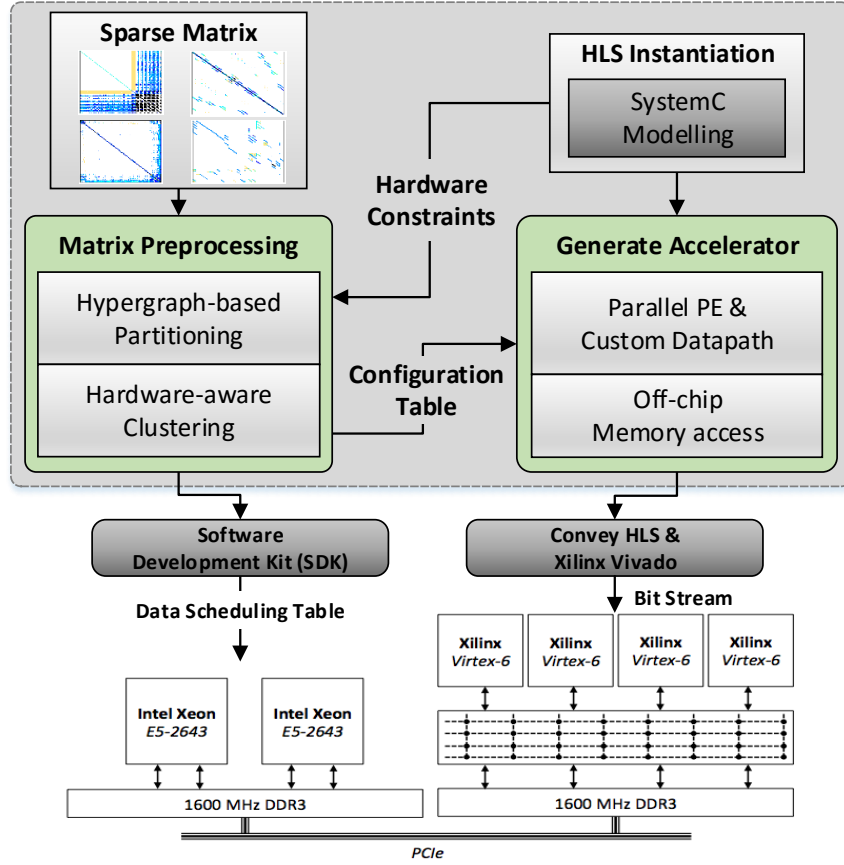 Sparse Matrix
HLS Instantiation
SystemC
Modelling
Hardware
Constraints
Matrix Preprocessing
Generate Accelerator
Hypergraph-based
Partitioning
Parallel PE &
Custom Datapath
Configuration
Table
Hardware-aware
Clustering
Off-chip
Memory access
Software
Development Kit (SDK)
Convey HLS &
Xilinx Vivado
Data Scheduling Table
Bit Stream
Xilinx
Virtex-6
Xilinx
Virtex-6
Xilinx
Virtex-6
Xilinx
Virtex-6
Intel Xeon
E5-2643
Intel Xeon
E5-2643
1600 MHz DDR3
1600 MHz DDR3
PCIe